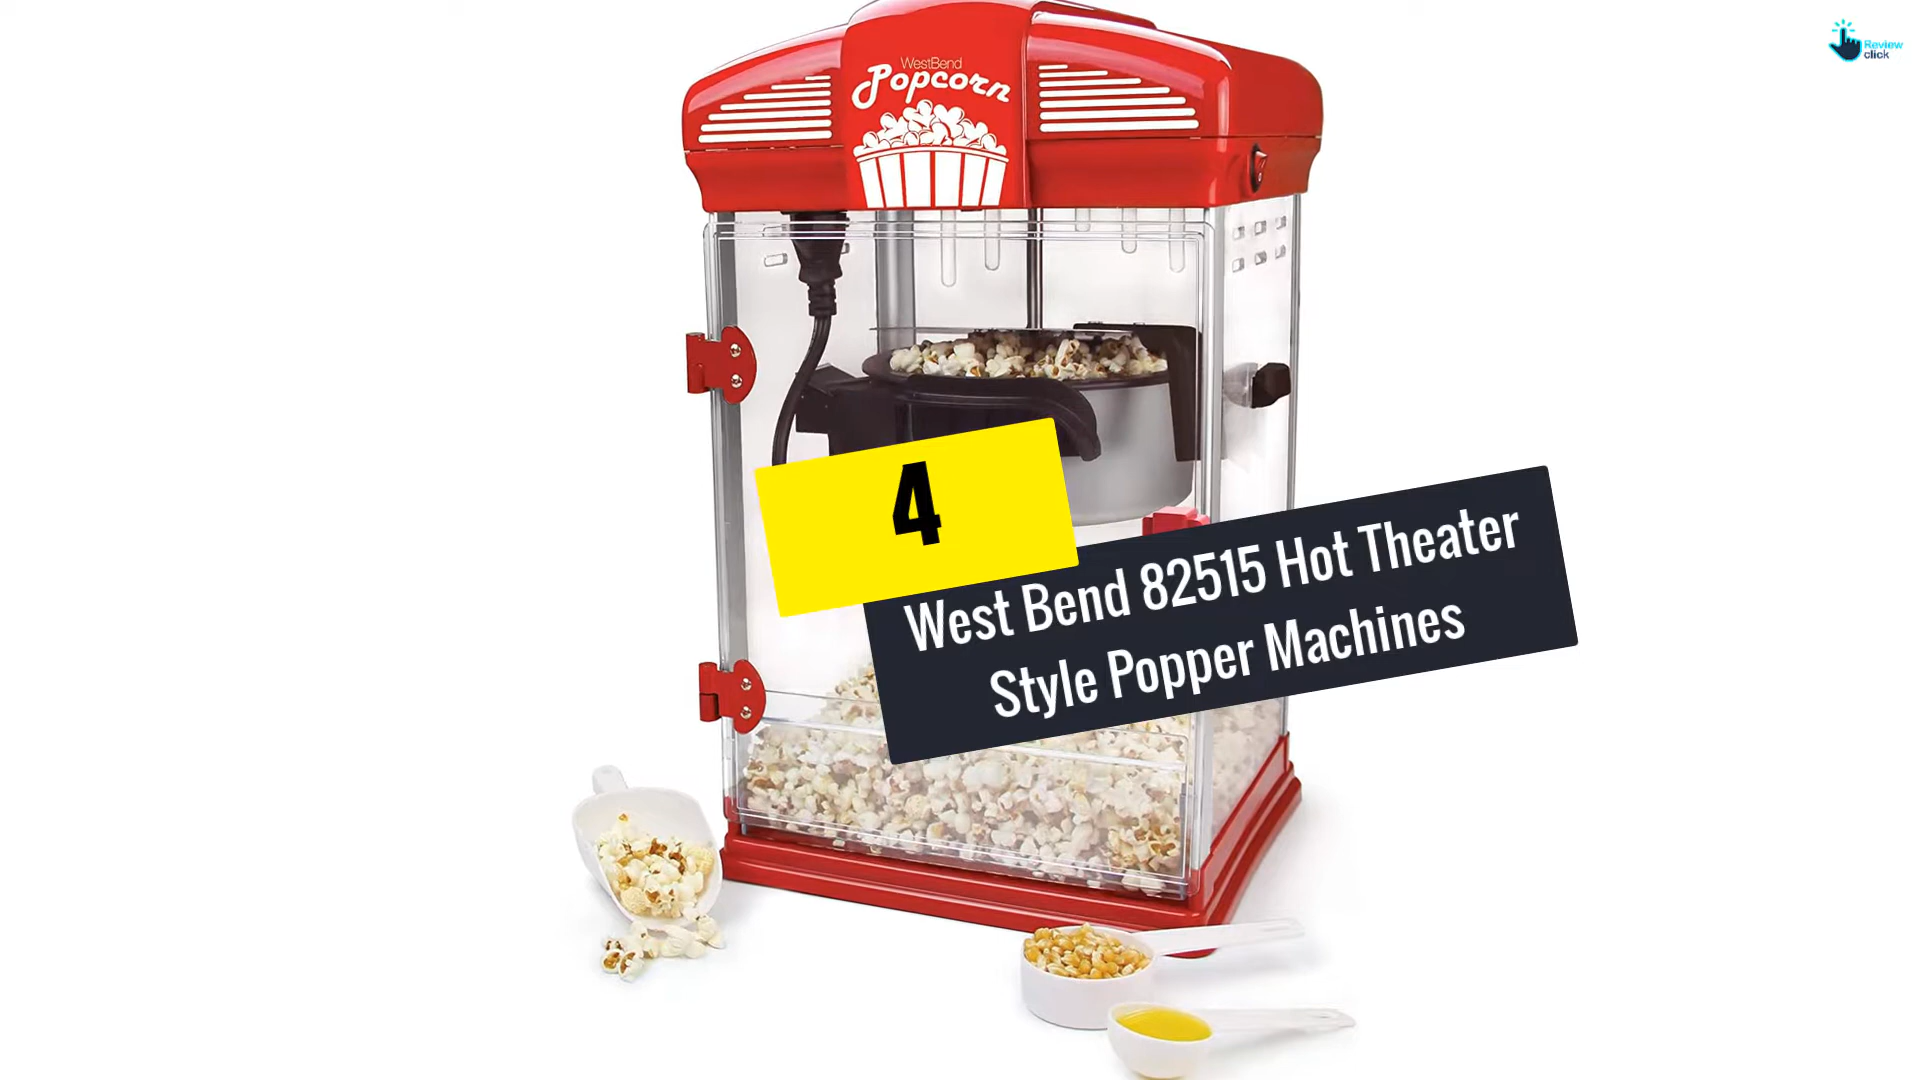 Review
click
WestBend
Popcorn
4
West Bend 82515 Hot Theater
Style Popper Machines